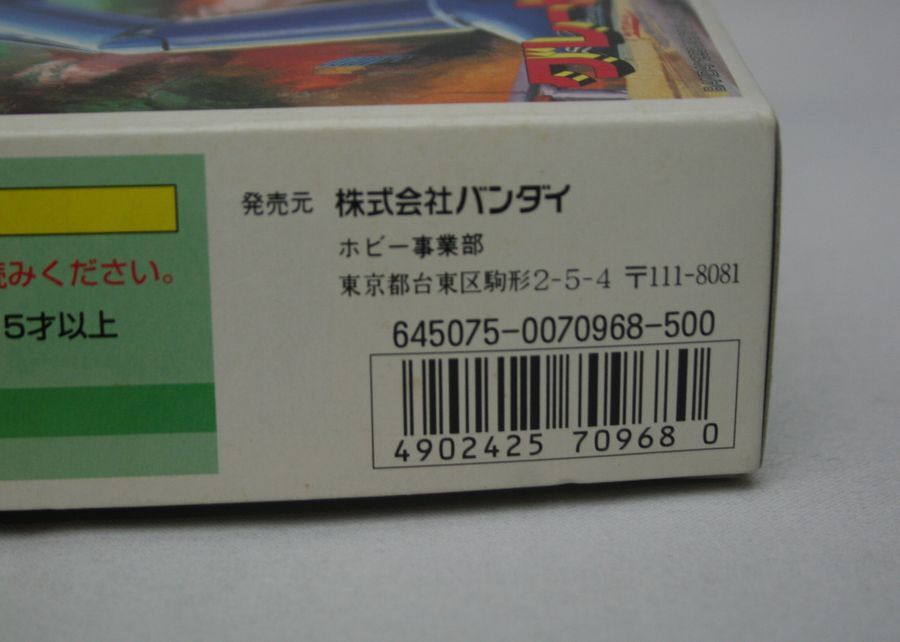 読みください。
5才以上
発売元 株式会社バンダイ
ホビー事業部
東京都台東区駒形2-5-4 〒111-8081
645075-0070968-500
4902425 70968 0